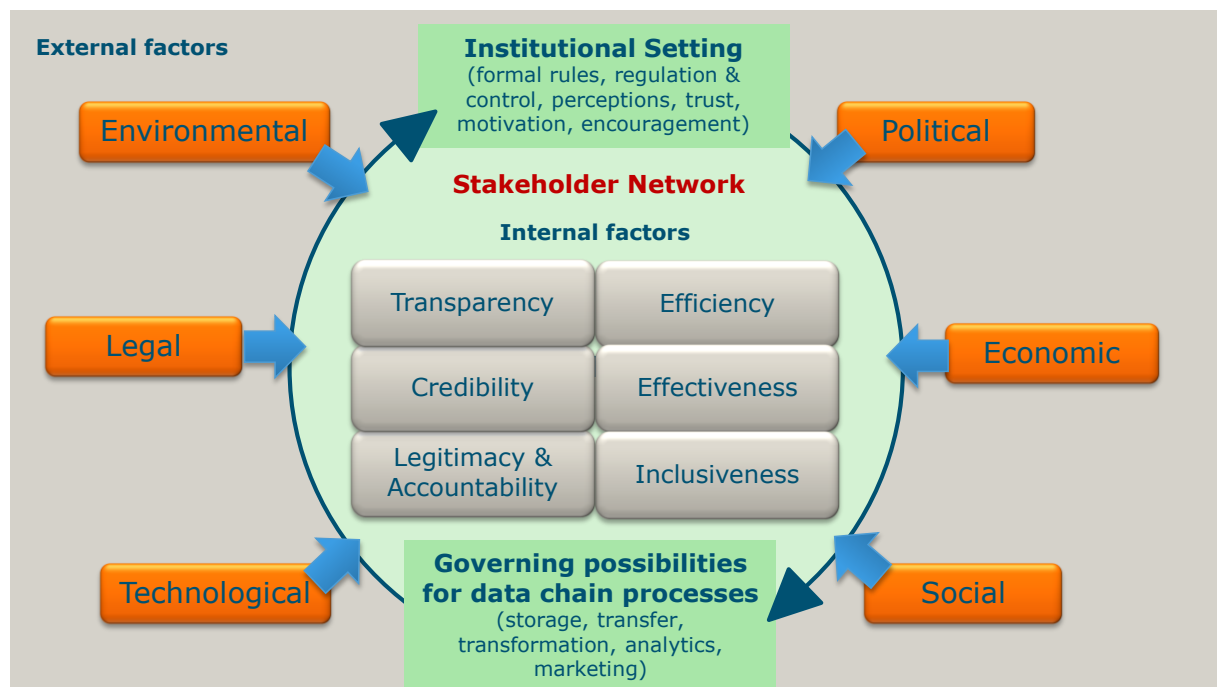 External factors
Institutional Setting
(formal rules, regulation &
control, perceptions, trust,
motivation, encouragement)
Environmental
Political
Stakeholder Network
Internal factors
Transparency
Efficiency
Legal
Economic
Credibility
Effectiveness
Legitimacy &
Accountability
Inclusiveness
Technological
Social
Governing possibilities
for data chain processes
(storage, transfer,
transformation, analytics,
marketing)